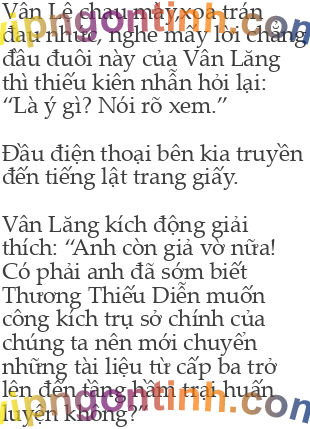 Vân Lệ chau mày, xoa trán
đau nhức, nghe mấy lời chẳng
đầu đuôi này của Vân Lăng
thì thiếu kiên nhẫn hỏi lại:
“Là ý gì? Nói rõ xem.”
Đầu điện thoại bên kia truyền
đến tiếng lật trang giấy.
Vân Lăng kích động giải
thích: “Anh còn giả vờ nữa!
Có phải anh đã sớm biết
Thương Thiếu Diễn muốn
công kích trụ sở chính của
chúng ta nên mới chuyển
những tài liệu từ cấp ba trở
lên đến tầng hầm trại huấn
luyện không?”
vipngontinh.com
vipngontinh.com